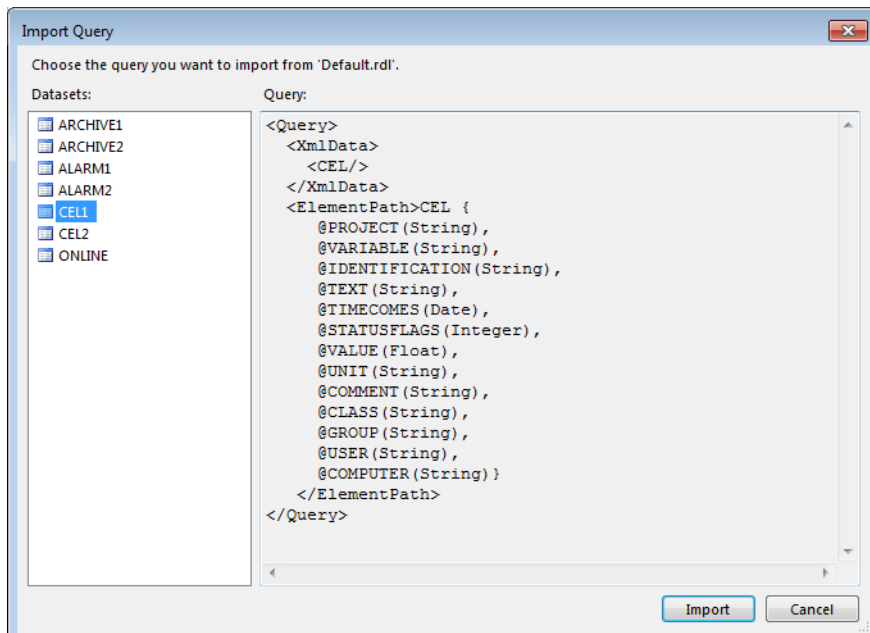 Import Query
Choose the query you want to import from 'Default.rdl'.
Datasets:
ARCHIVE1
ARCHIVE2
ALARM1
ALARM2
CEL1
CEL2
ONLINE
Query:
<Query>
  <XmlData>
    <CEL/>
  </XmlData>
  <ElementPath>CEL {
     @PROJECT(String),
     @VARIABLE(String),
     @IDENTIFICATION(String),
     @TEXT(String),
     @TIMECOMES(Date),
     @STATUSFLAGS(Integer),
     @VALUE(Float),
     @UNIT(String),
     @COMMENT(String),
     @CLASS(String),
     @GROUP(String),
     @USER(String),
     @COMPUTER(String)}
   </ElementPath>
</Query>
Import
Cancel